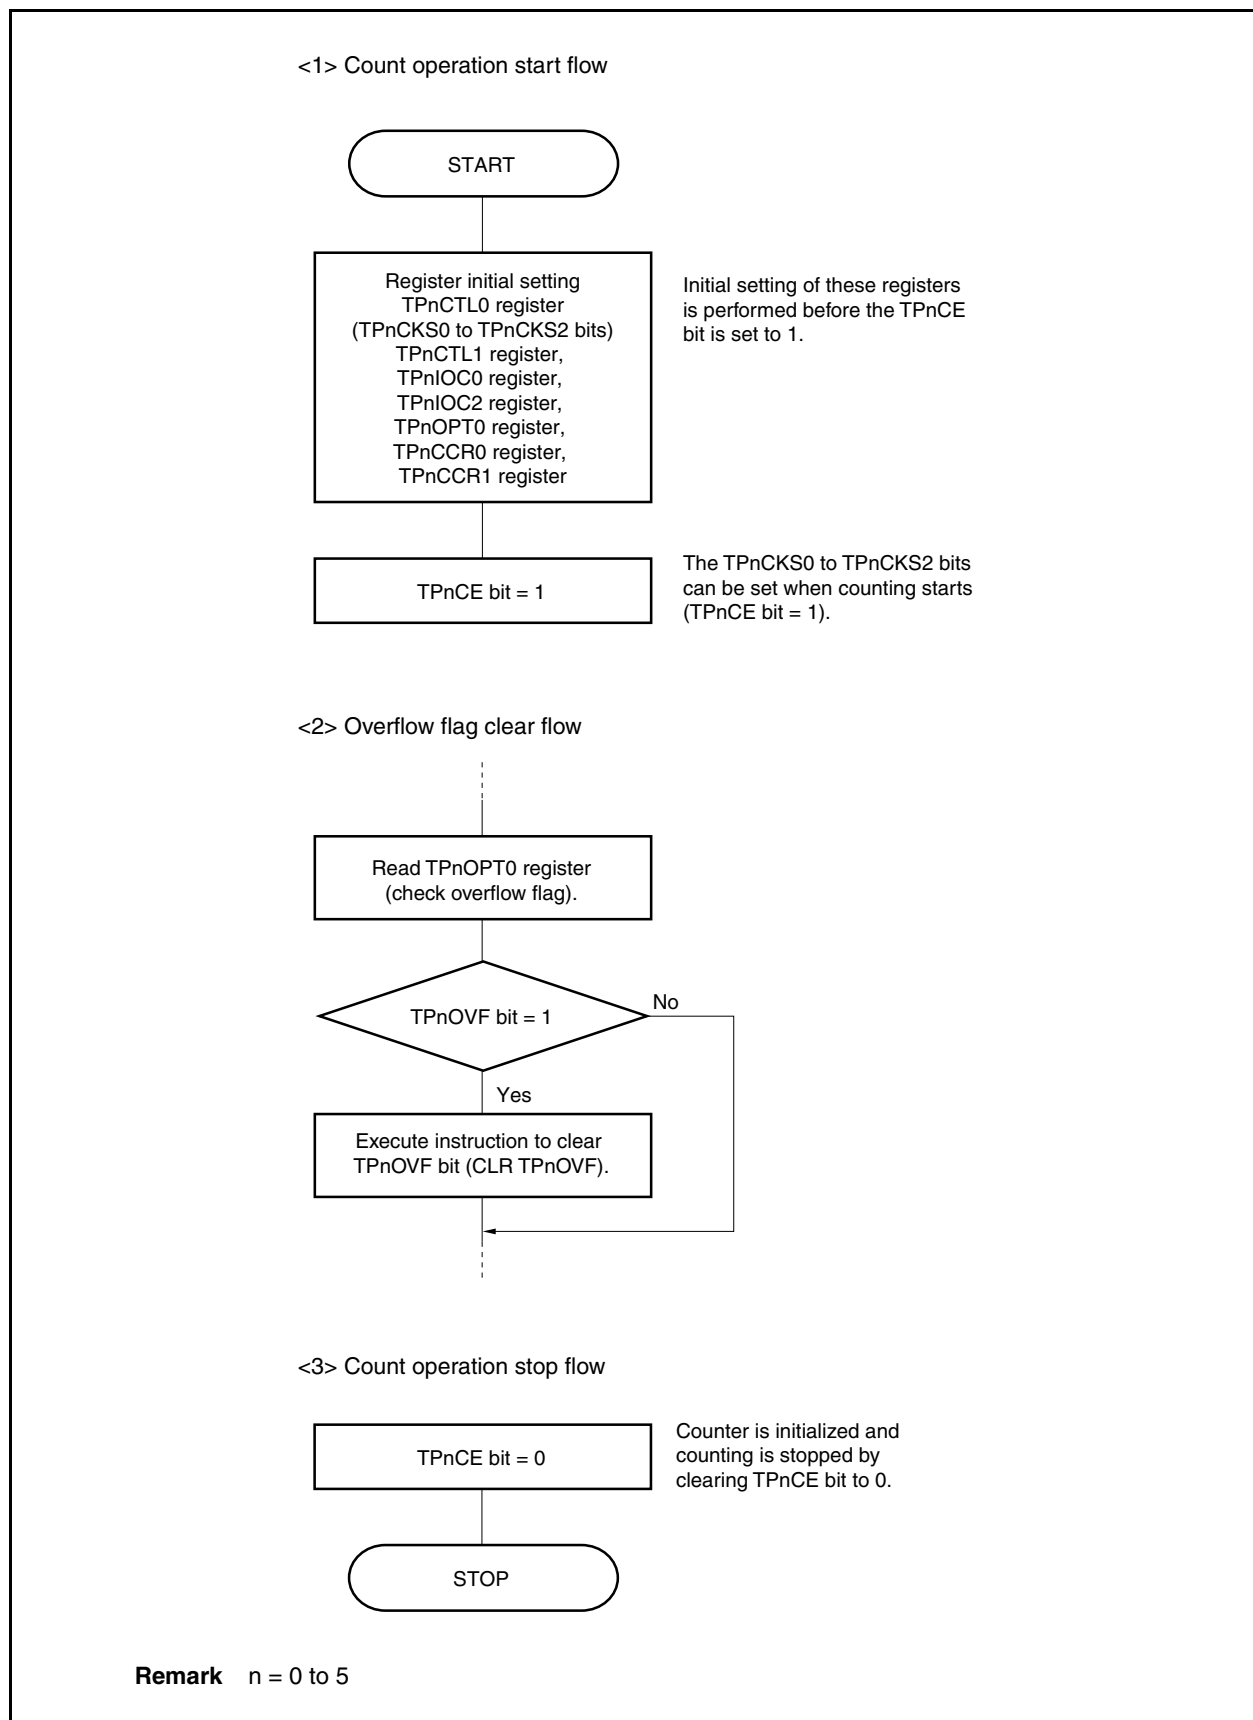 <1> Count operation start flow
START
Register initial setting
TPnCTL0 register
(TPnCKS0 to TPnCKS2 bits)
TPnCTL1 register,
TPnIOC0 register,
TPnIOC2 register,
TPnOPT0 register,
TPnCCR0 register,
TPnCCR1 register
Initial setting of these registers
is performed before the TPnCE
bit is set to 1.
TPnCE bit = 1
The TPnCKS0 to TPnCKS2 bits
can be set when counting starts
(TPnCE bit = 1).
<2> Overflow flag clear flow
Read TPnOPT0 register
(check overflow flag).
TPnOVF bit = 1
No
Yes
Execute instruction to clear
TPnOVF bit (CLR TPnOVF).
<3> Count operation stop flow
TPnCE bit = 0
Counter is initialized and
counting is stopped by
clearing TPnCE bit to 0.
STOP
Remark n = 0 to 5